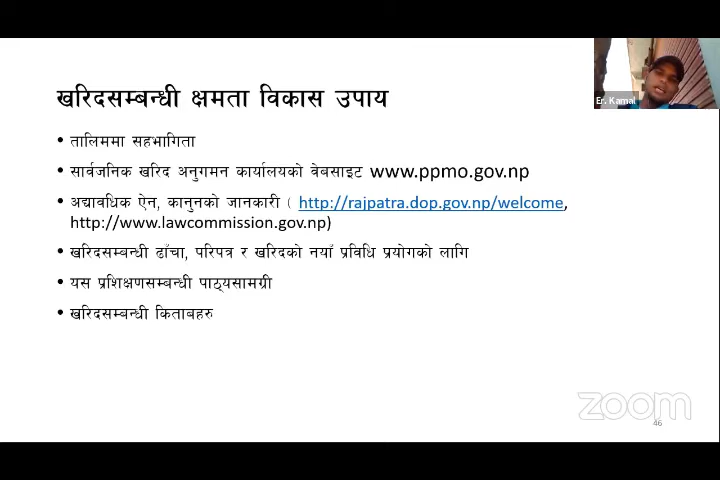 खरिदसम्बन्धी क्षमता विकास उपाय
Er. Kamal
• तालिममा सहभागिता
• सार्वजनिक खरिद अनुगमन कार्यालयको वेबसाइट www.ppmo.gov.np
• अद्यावधिक ऐन, कानुनको जानकारी ( http://rajpatra.dop.gov.np/welcome,
http://www.lawcommission.gov.np)
• खरिदसम्बन्धी ढाँचा, परिपत्र र खरिदको नयाँ प्रविधि प्रयोगको लागि
• यस प्रशिक्षणसम्बन्धी पाठ्यसामग्री
• खरिदसम्बन्धी किताबहरु
zoom
46